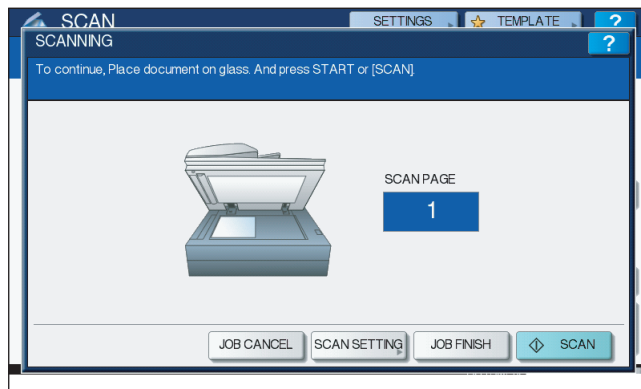 SCAN
SETTINGS
TEMPLATE
?
SCANNING
?
To continue, Place document on glass. And press START or [SCAN].
SCAN PAGE
1
JOB CANCEL
SCAN SETTING
JOB FINISH
SCAN